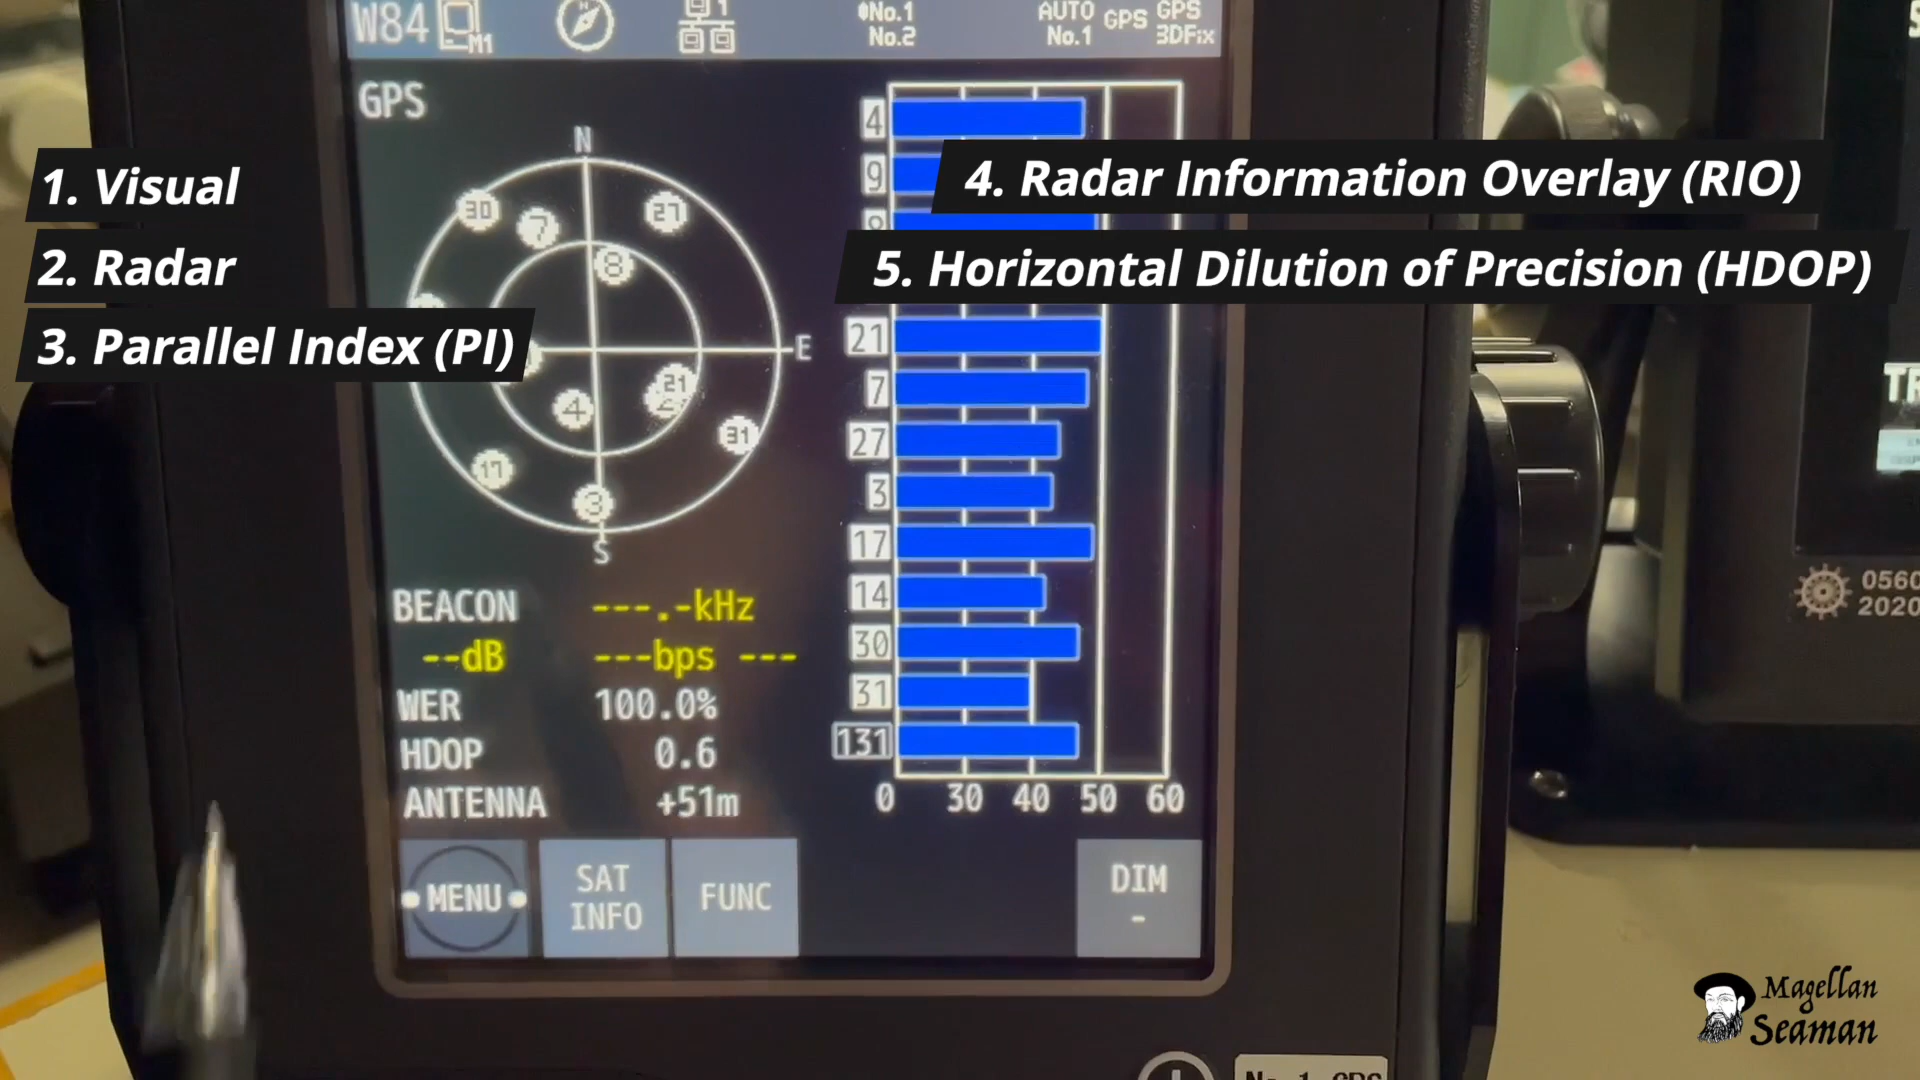 W84 M1 1 No.1 AUTO GPS GPS
No.2 No.1 3DFix
GPS
N
E
S
30
7
27
8
21
4
31
17
3
1. Visual
2. Radar
3. Parallel Index (PI)
4. Radar Information Overlay (RIO)
5. Horizontal Dilution of Precision (HDOP)
4
9
8
21
7
27
3
17
14
30
31
131
0 30 40 50 60
BEACON ---.-kHz
--dB ---bps ---
WER 100.0%
HDOP 0.6
ANTENNA +51m
MENU
SAT
INFO
FUNC
DIM
-
0560
2020
Magellan
Seaman